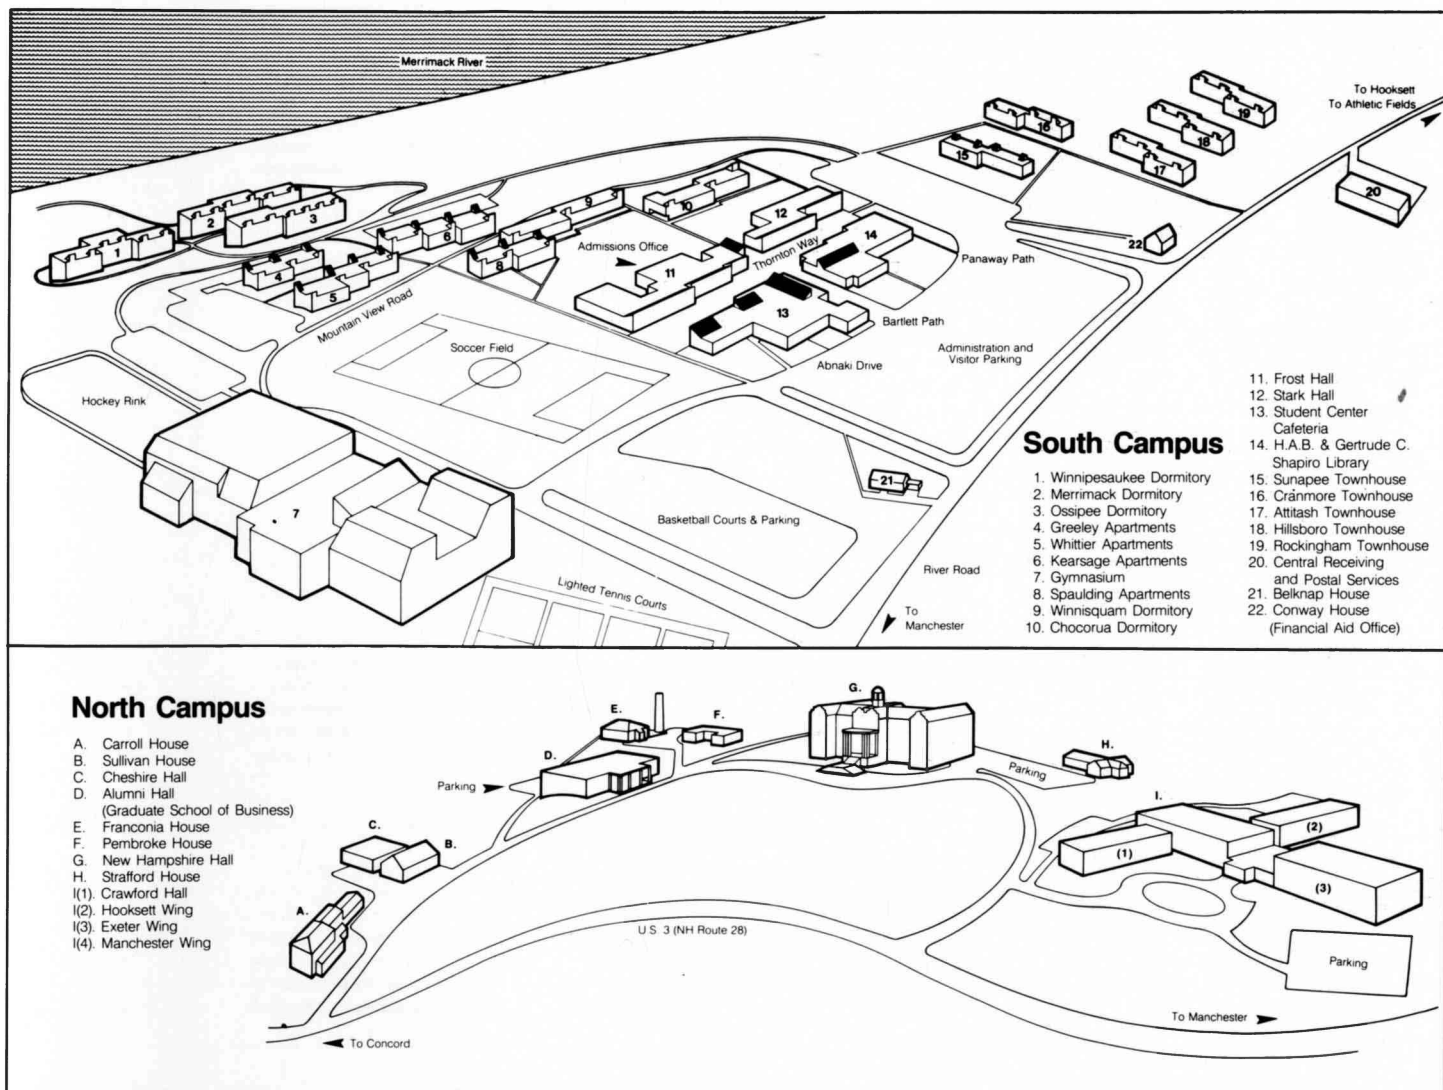 Merrimack River
To Hooksett
To Athletic Fields
19
18
17
16
15
20
22
2
3
1
9
10
12
6
14
8
4
5
11
13
Admissions Office
Thornton Way
Panaway Path
Mountain View Road
Soccer Field
Bartlett Path
Administration and
Visitor Parking
Abnaki Drive
Hockey Rink
7
21
Basketball Courts & Parking
Lighted Tennis Courts
River Road
To
Manchester
South Campus
1. Winnipesaukee Dormitory
2. Merrimack Dormitory
3. Ossipee Dormitory
4. Greeley Apartments
5. Whittier Apartments
6. Kearsage Apartments
7. Gymnasium
8. Spaulding Apartments
9. Winnisquam Dormitory
10. Chocorua Dormitory
11. Frost Hall
12. Stark Hall
13. Student Center
Cafeteria
14. H.A.B. & Gertrude C.
Shapiro Library
15. Sunapee Townhouse
16. Cranmore Townhouse
17. Attitash Townhouse
18. Hillsboro Townhouse
19. Rockingham Townhouse
20. Central Receiving
and Postal Services
21. Belknap House
22. Conway House
(Financial Aid Office)
North Campus
A. Carroll House
B. Sullivan House
C. Cheshire Hall
D. Alumni Hall
(Graduate School of Business)
E. Franconia House
F. Pembroke House
G. New Hampshire Hall
H. Strafford House
I(1). Crawford Hall
I(2). Hooksett Wing
I(3). Exeter Wing
I(4). Manchester Wing
G.
E.
F.
D.
H.
Parking
Parking
I.
(2)
(1)
(3)
C.
B.
A.
U.S. 3 (NH Route 28)
Parking
To Manchester
To Concord